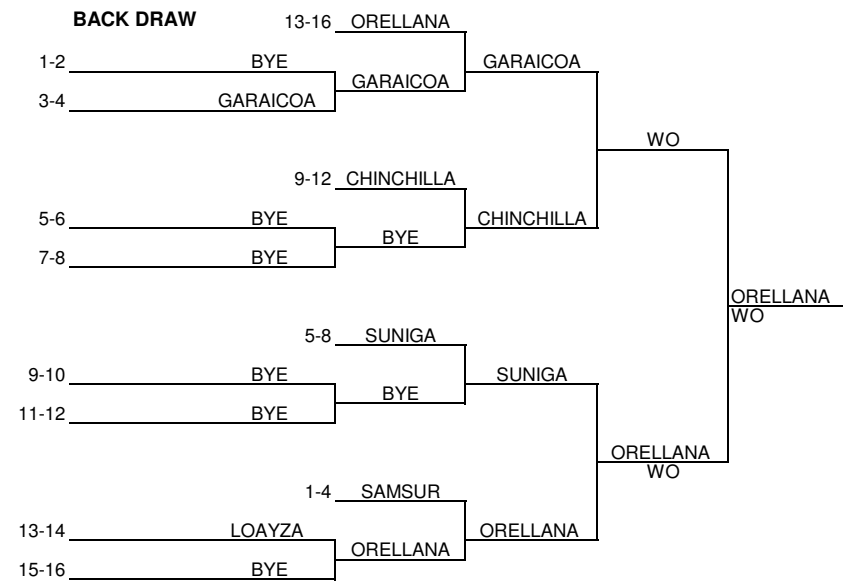 BACK DRAW
13-16 ORELLANA
1-2 BYE
GARAICOA
GARAICOA
3-4 GARAICOA
WO
9-12 CHINCHILLA
5-6 BYE
CHINCHILLA
BYE
7-8 BYE
ORELLANA
WO
5-8 SUNIGA
9-10 BYE
SUNIGA
BYE
11-12 BYE
ORELLANA
WO
1-4 SAMSUR
13-14 LOAYZA
ORELLANA
ORELLANA
15-16 BYE